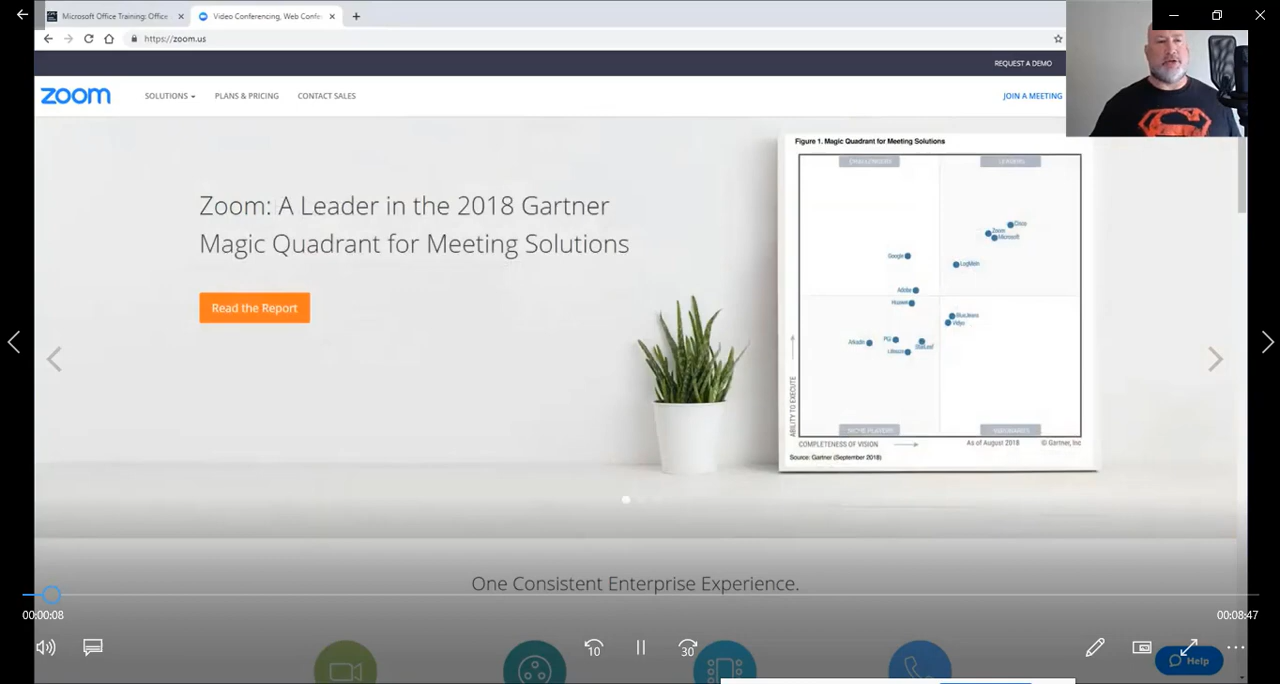 Microsoft Office Training: Office
Video Conferencing, Web Confe
https://zoom.us
REQUEST A DEMO
zoom
SOLUTIONS
PLANS & PRICING
CONTACT SALES
JOIN A MEETING
Zoom: A Leader in the 2018 Gartner
Magic Quadrant for Meeting Solutions
Read the Report
Figure 1. Magic Quadrant for Meeting Solutions
CHALLENGERS
LEADERS
Cisco
Zoom
Microsoft
Google
LogMeIn
Adobe
Huawei
BlueJeans
Vidyo
Arkadin
PGi
Lifesize
StarLeaf
ABILITY TO EXECUTE
NICHE PLAYERS
VISIONARIES
COMPLETENESS OF VISION
As of August 2018
© Gartner, Inc
Source: Gartner (September 2018)
One Consistent Enterprise Experience.
00:00:08
00:08:47
10
30
Help